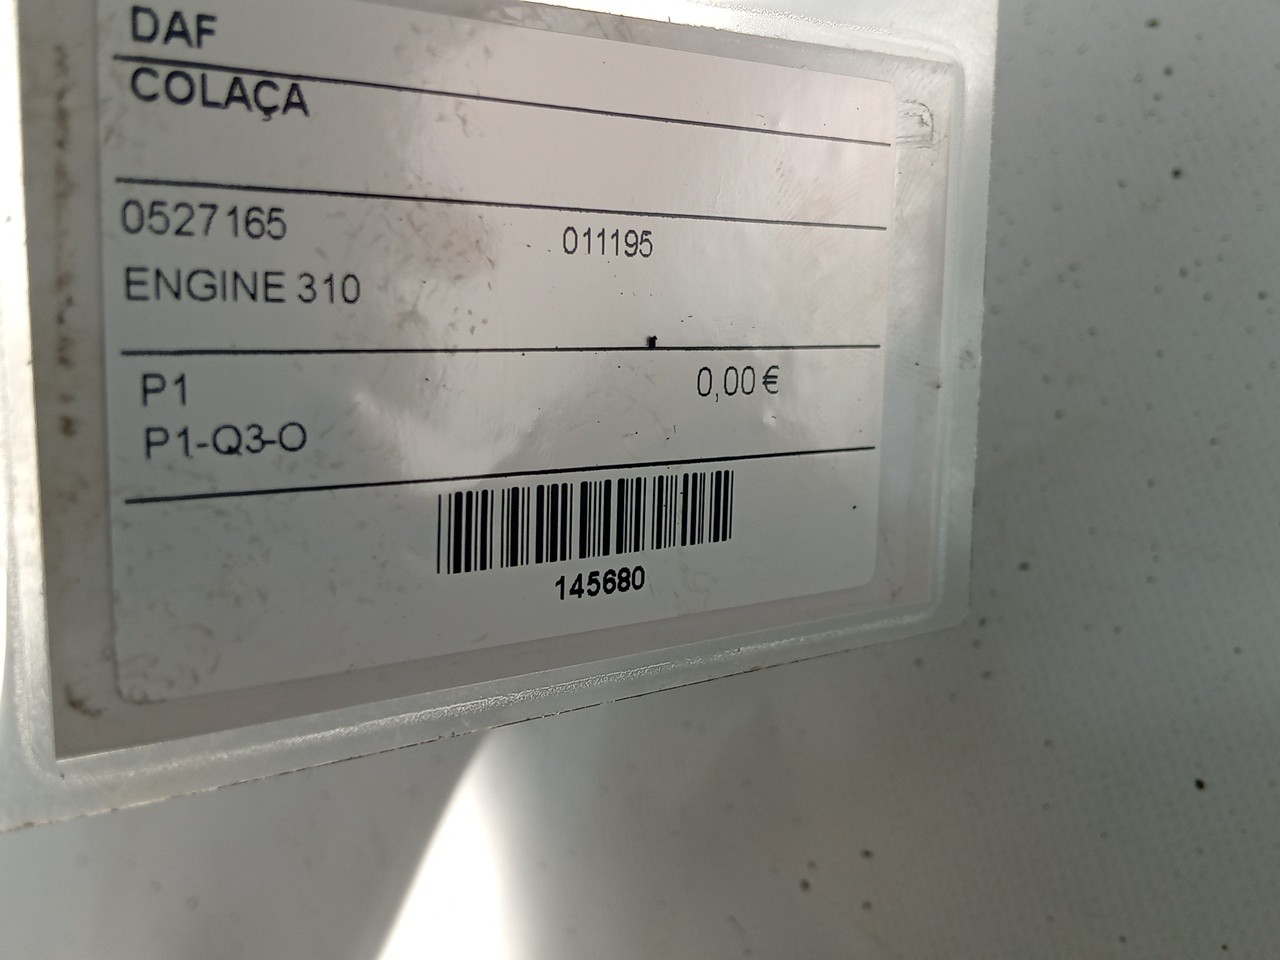 DAF
COLAÇA
0527165 011195
ENGINE 310
P1 0,00 €
P1-Q3-O
145680